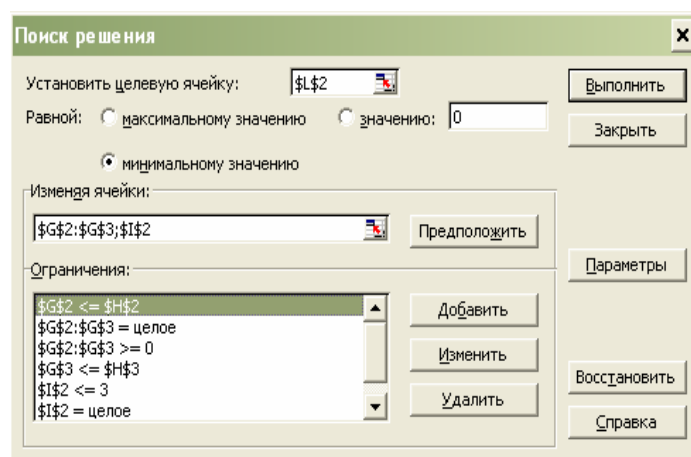 Поиск решения
Установить целевую ячейку: $L$2 Выполнить
Равной: максимальному значению значению: 0 Закрыть
минимальному значению
Изменяя ячейки:
$G$2:$G$3;$I$2 Предположить
Ограничения: Параметры
$G$2 <= $H$2 Добавить
$G$2:$G$3 = целое
$G$2:$G$3 >= 0 Изменить
$G$3 <= $H$3 Восстановить
$I$2 <= 3 Удалить
$I$2 = целое Справка